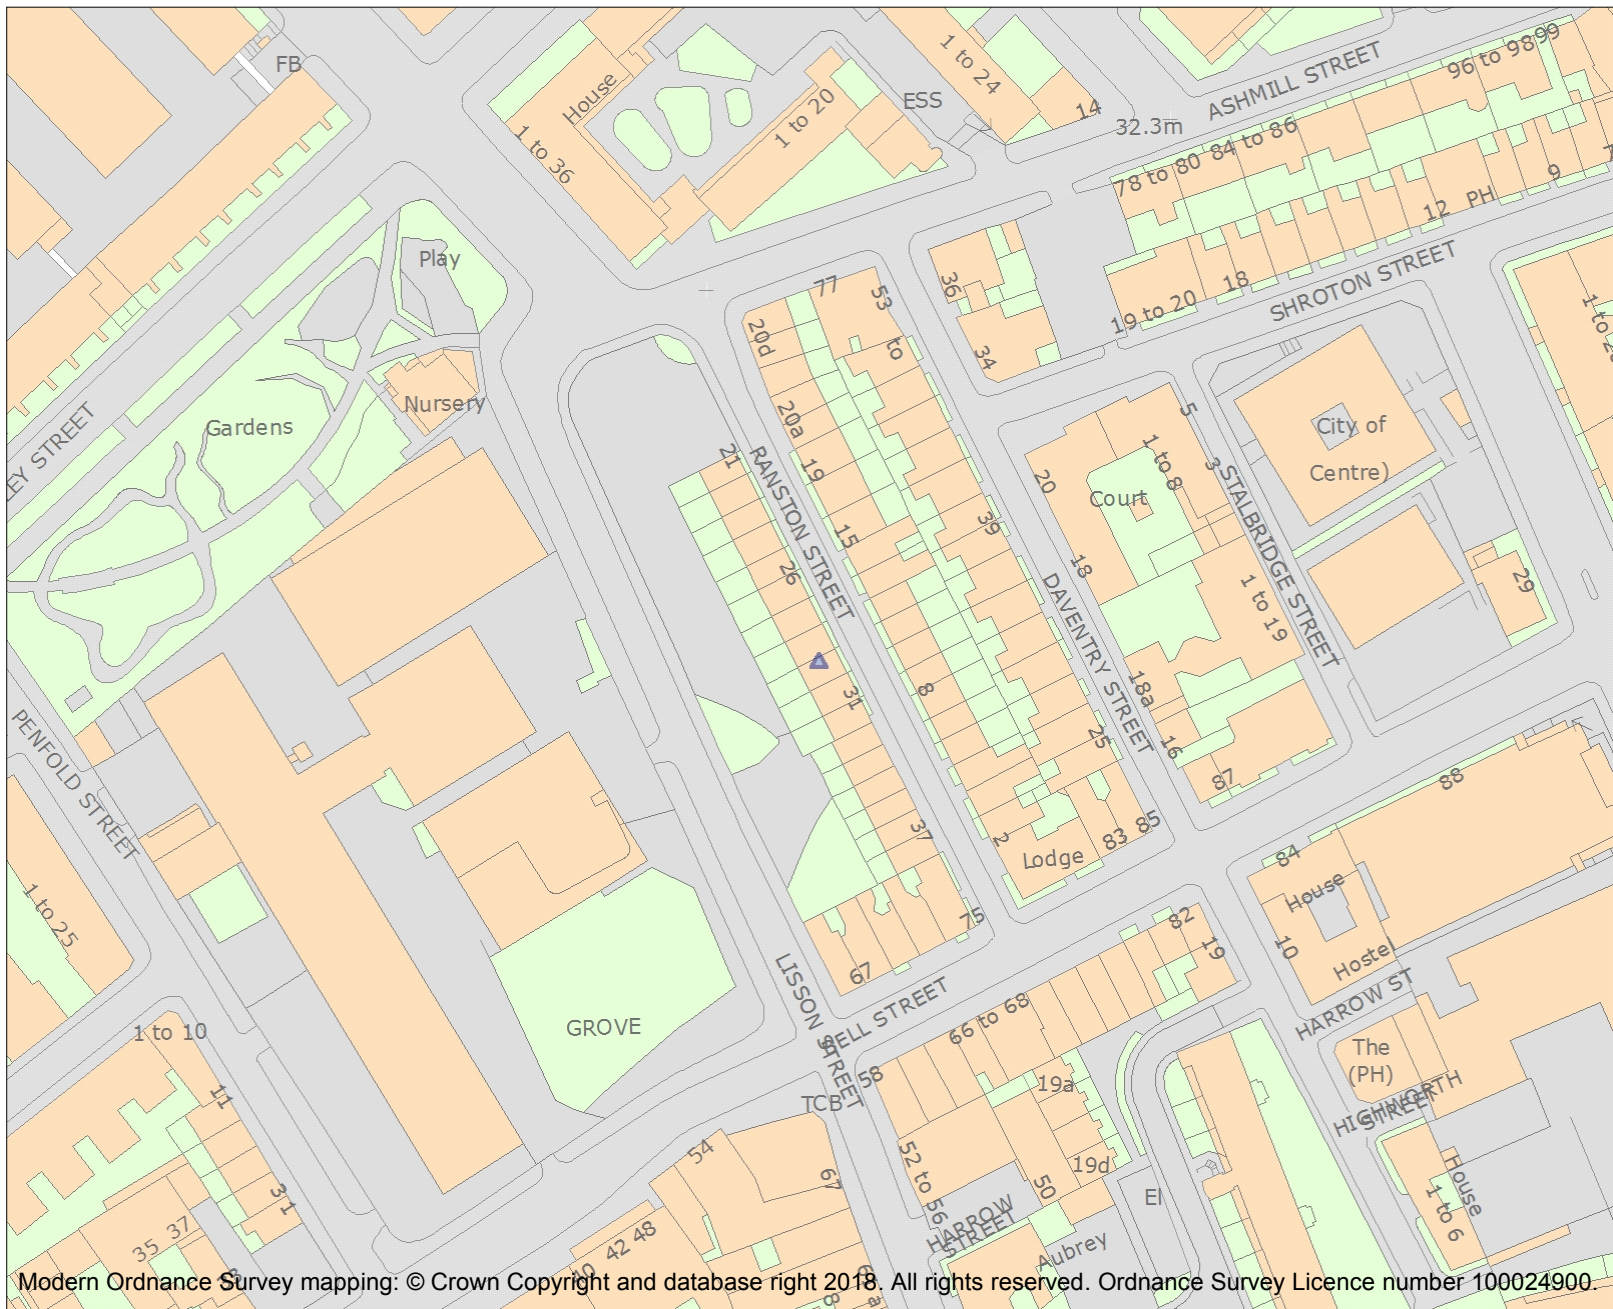 FB
House
1 to 36
1 to 20
ESS
1 to 24
14
32.3m
ASHMILL STREET
96 to 98
99
78 to 80
84 to 86
12
PH
9
18
19 to 20
SHROTON STREET
Play
Nursery
Gardens
LEY STREET
77
53
to
20d
20a
19
21
RANSTON STREET
15
26
39
31
8
36
34
20
18
Court
1 to 8
5
3
City of
Centre)
STALBRIDGE STREET
1 to 19
29
DAVENTRY STREET
18a
16
25
87
2
Lodge
83
85
37
75
67
PENFOLD STREET
1 to 25
GROVE
LISSON STREET
BELL STREET
66 to 68
82
19
84
House
10
Hostel
88
HARROW ST
The
(PH)
HIGHWORTH
STREET
House
1 to 6
1 to 10
11
31
35
37
58
TCB
54
67
52 to 56
50
19a
19d
El
HARROW
STREET
Aubrey
40
42
48
Modern Ordnance Survey mapping: © Crown Copyright and database right 2018. All rights reserved. Ordnance Survey Licence number 100024900.